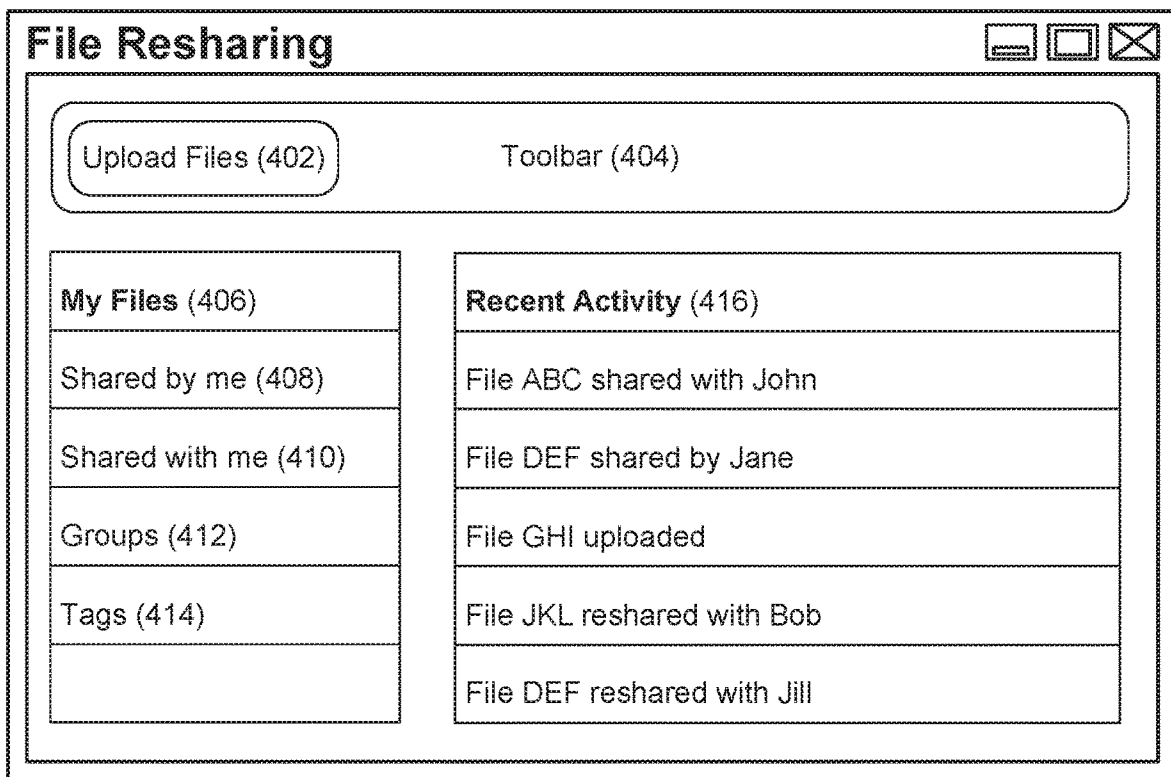 File Resharing
Upload Files (402)
Toolbar (404)
My Files (406)
Shared by me (408)
Shared with me (410)
Groups (412)
Tags (414)
Recent Activity (416)
File ABC shared with John
File DEF shared by Jane
File GHI uploaded
File JKL reshared with Bob
File DEF reshared with Jill